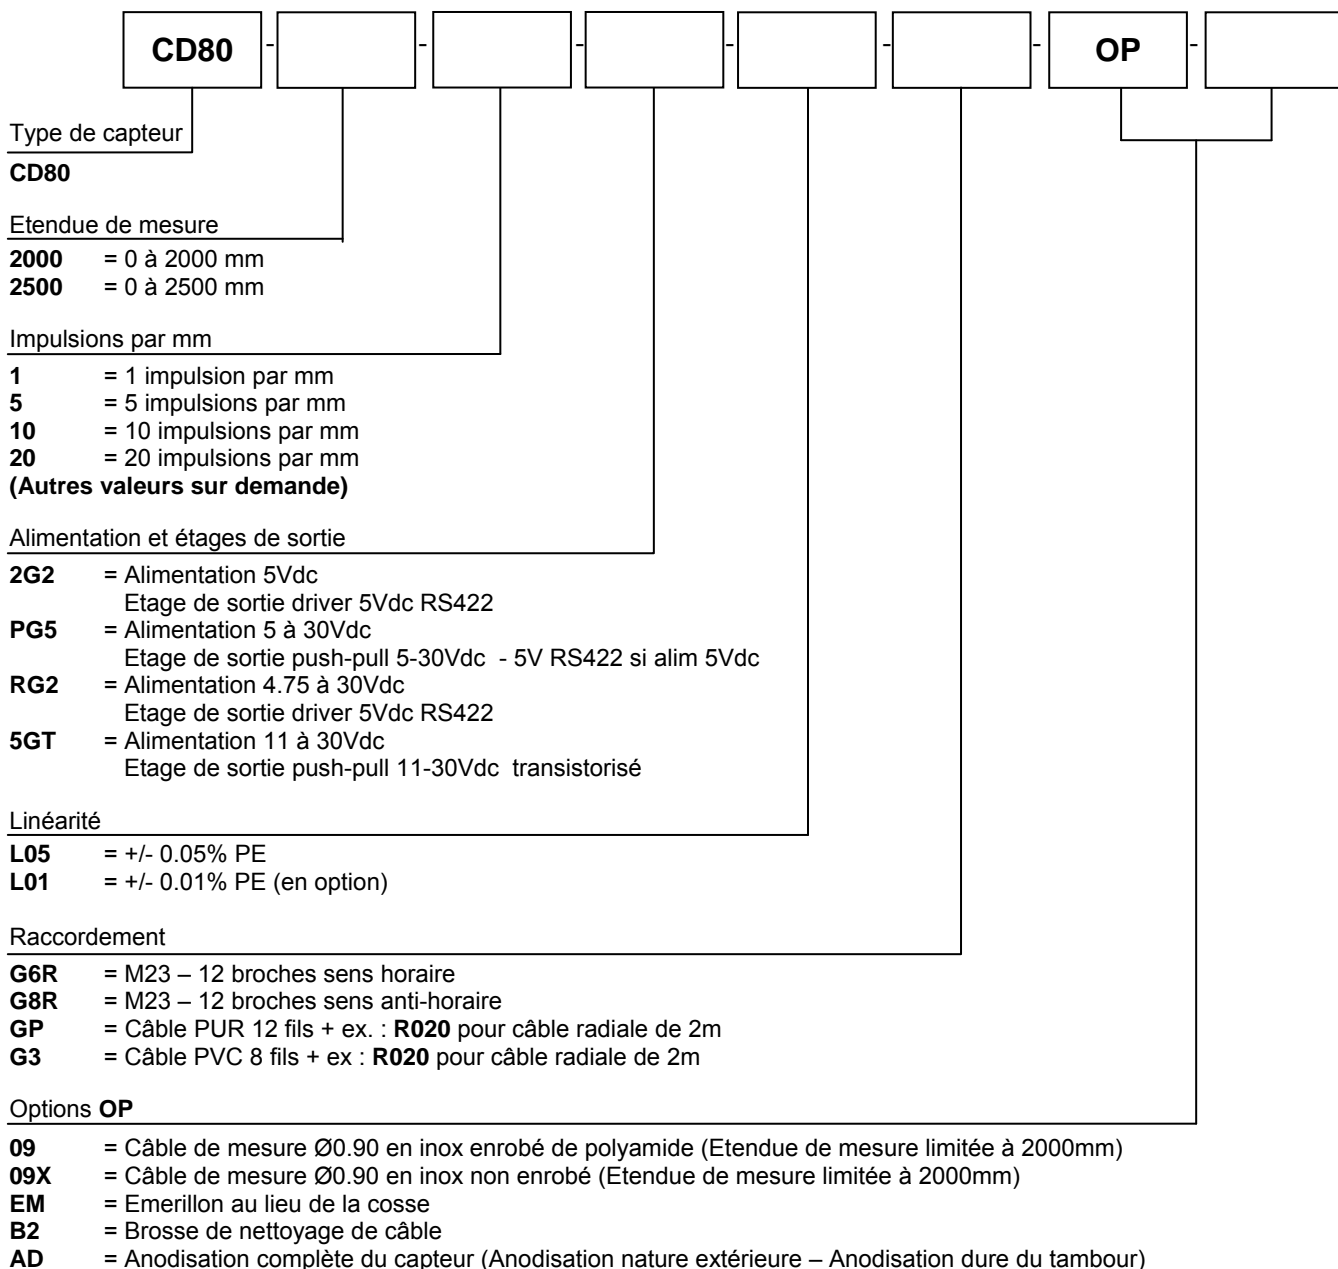 CD80 - - - - - - OP -
Type de capteur
CD80
Etendue de mesure
2000 = 0 à 2000 mm
2500 = 0 à 2500 mm
Impulsions par mm
1 = 1 impulsion par mm
5 = 5 impulsions par mm
10 = 10 impulsions par mm
20 = 20 impulsions par mm
(Autres valeurs sur demande)
Alimentation et étages de sortie
2G2 = Alimentation 5Vdc
Etage de sortie driver 5Vdc RS422
PG5 = Alimentation 5 à 30Vdc
Etage de sortie push-pull 5-30Vdc - 5V RS422 si alim 5Vdc
RG2 = Alimentation 4.75 à 30Vdc
Etage de sortie driver 5Vdc RS422
5GT = Alimentation 11 à 30Vdc
Etage de sortie push-pull 11-30Vdc transistorisé
Linéarité
L05 = +/- 0.05% PE
L01 = +/- 0.01% PE (en option)
Raccordement
G6R = M23 – 12 broches sens horaire
G8R = M23 – 12 broches sens anti-horaire
GP = Câble PUR 12 fils + ex. : R020 pour câble radiale de 2m
G3 = Câble PVC 8 fils + ex : R020 pour câble radiale de 2m
Options OP
09 = Câble de mesure Ø0.90 en inox enrobé de polyamide (Etendue de mesure limitée à 2000mm)
09X = Câble de mesure Ø0.90 en inox non enrobé (Etendue de mesure limitée à 2000mm)
EM = Emerillon au lieu de la cosse
B2 = Brosse de nettoyage de câble
AD = Anodisation complète du capteur (Anodisation nature extérieure – Anodisation dure du tambour)